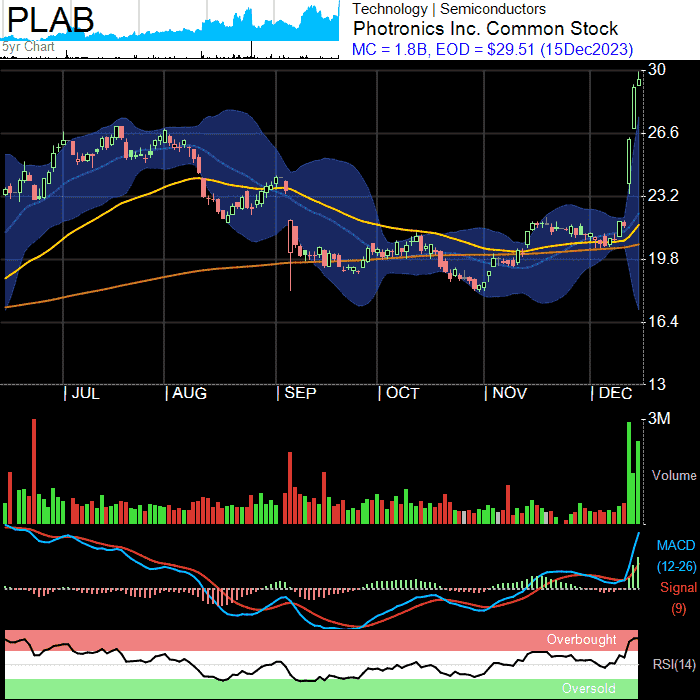 PLAB
5yr Chart
Technology | Semiconductors
Photronics Inc. Common Stock
MC = 1.8B, EOD = $29.51 (15Dec2023)
30
26.6
23.2
19.8
16.4
13
| JUL | AUG | SEP | OCT | NOV | DEC
3M
Volume
MACD
(12-26)
Signal
(9)
Overbought
RSI(14)
Oversold